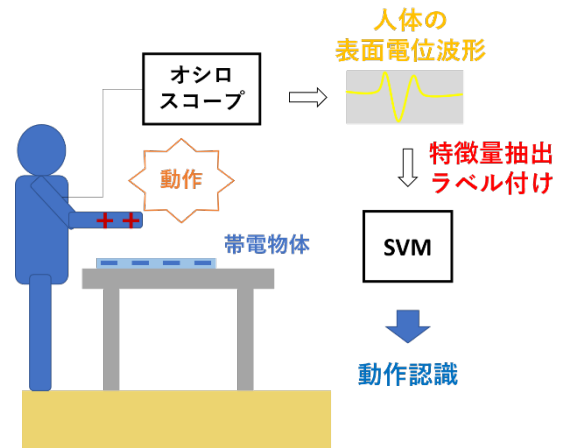 人体の
表面電位波形
オシロ
スコープ
特徴量抽出
ラベル付け
動作
++
帯電物体
SVM
動作認識